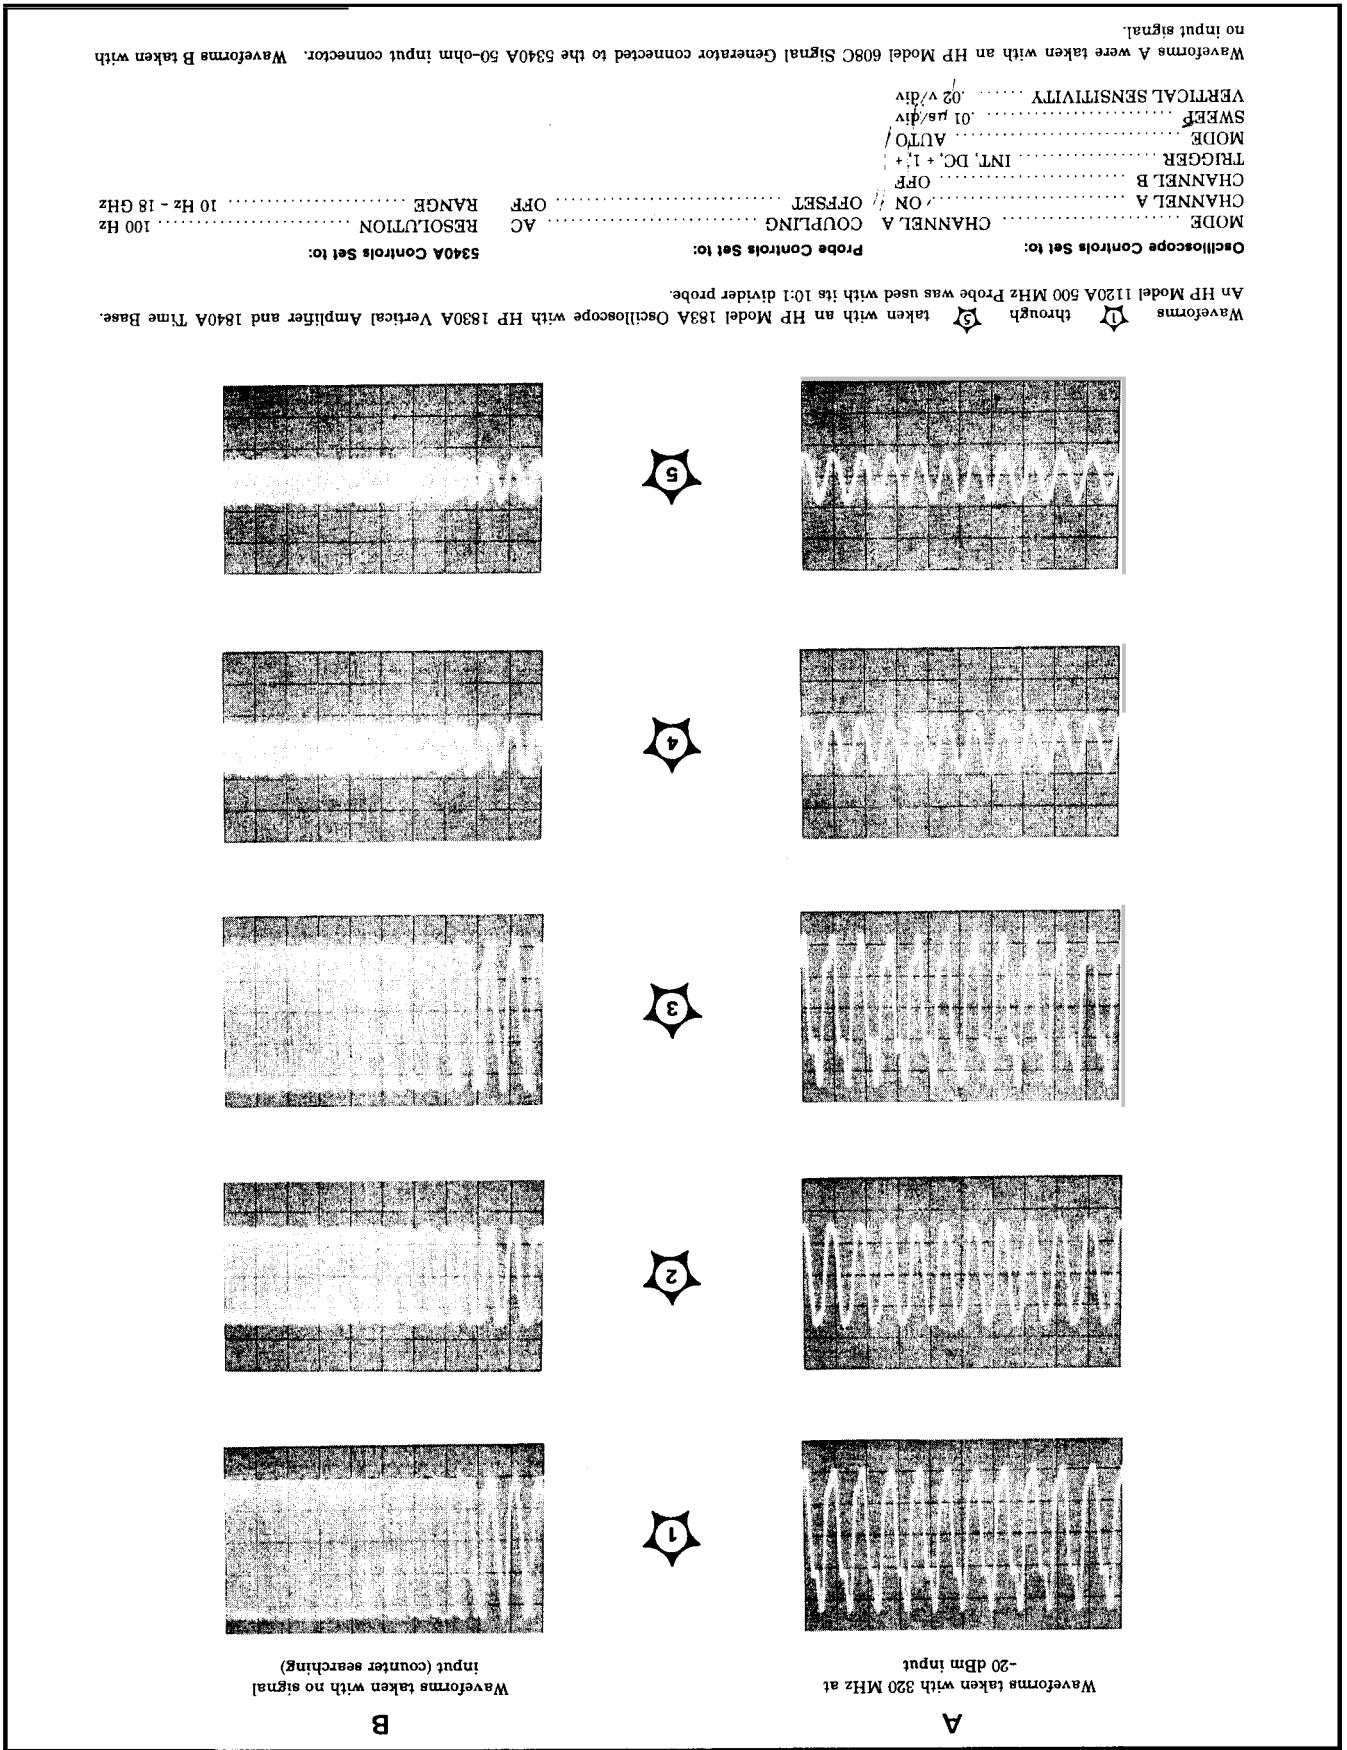 A
B
Waveforms taken with 320 MHz at
-20 dBm input
Waveforms taken with no signal
input (counter searching)
1
2
3
4
5
Waveforms 1 through 5 taken with an HP Model 183A Oscilloscope with HP 1830A Vertical Amplifier and 1840A Time Base.
An HP Model 1120A 500 MHz Probe was used with its 10:1 divider probe.
Oscilloscope Controls Set to:
MODE .................... CHANNEL A
CHANNEL A .................... ON
CHANNEL B .................... OFF
TRIGGER ............... INT, DC, + 1, +
MODE ....................... AUTO
SWEEP .................... .01 µs/div
VERTICAL SENSITIVITY ...... .02 v/div
Probe Controls Set to:
COUPLING .................... AC
OFFSET .................... OFF
5340A Controls Set to:
RESOLUTION .................... 100 Hz
RANGE .................... 10 Hz - 18 GHz
Waveforms A were taken with an HP Model 608C Signal Generator connected to the 5340A 50-ohm input connector. Waveforms B taken with
no input signal.